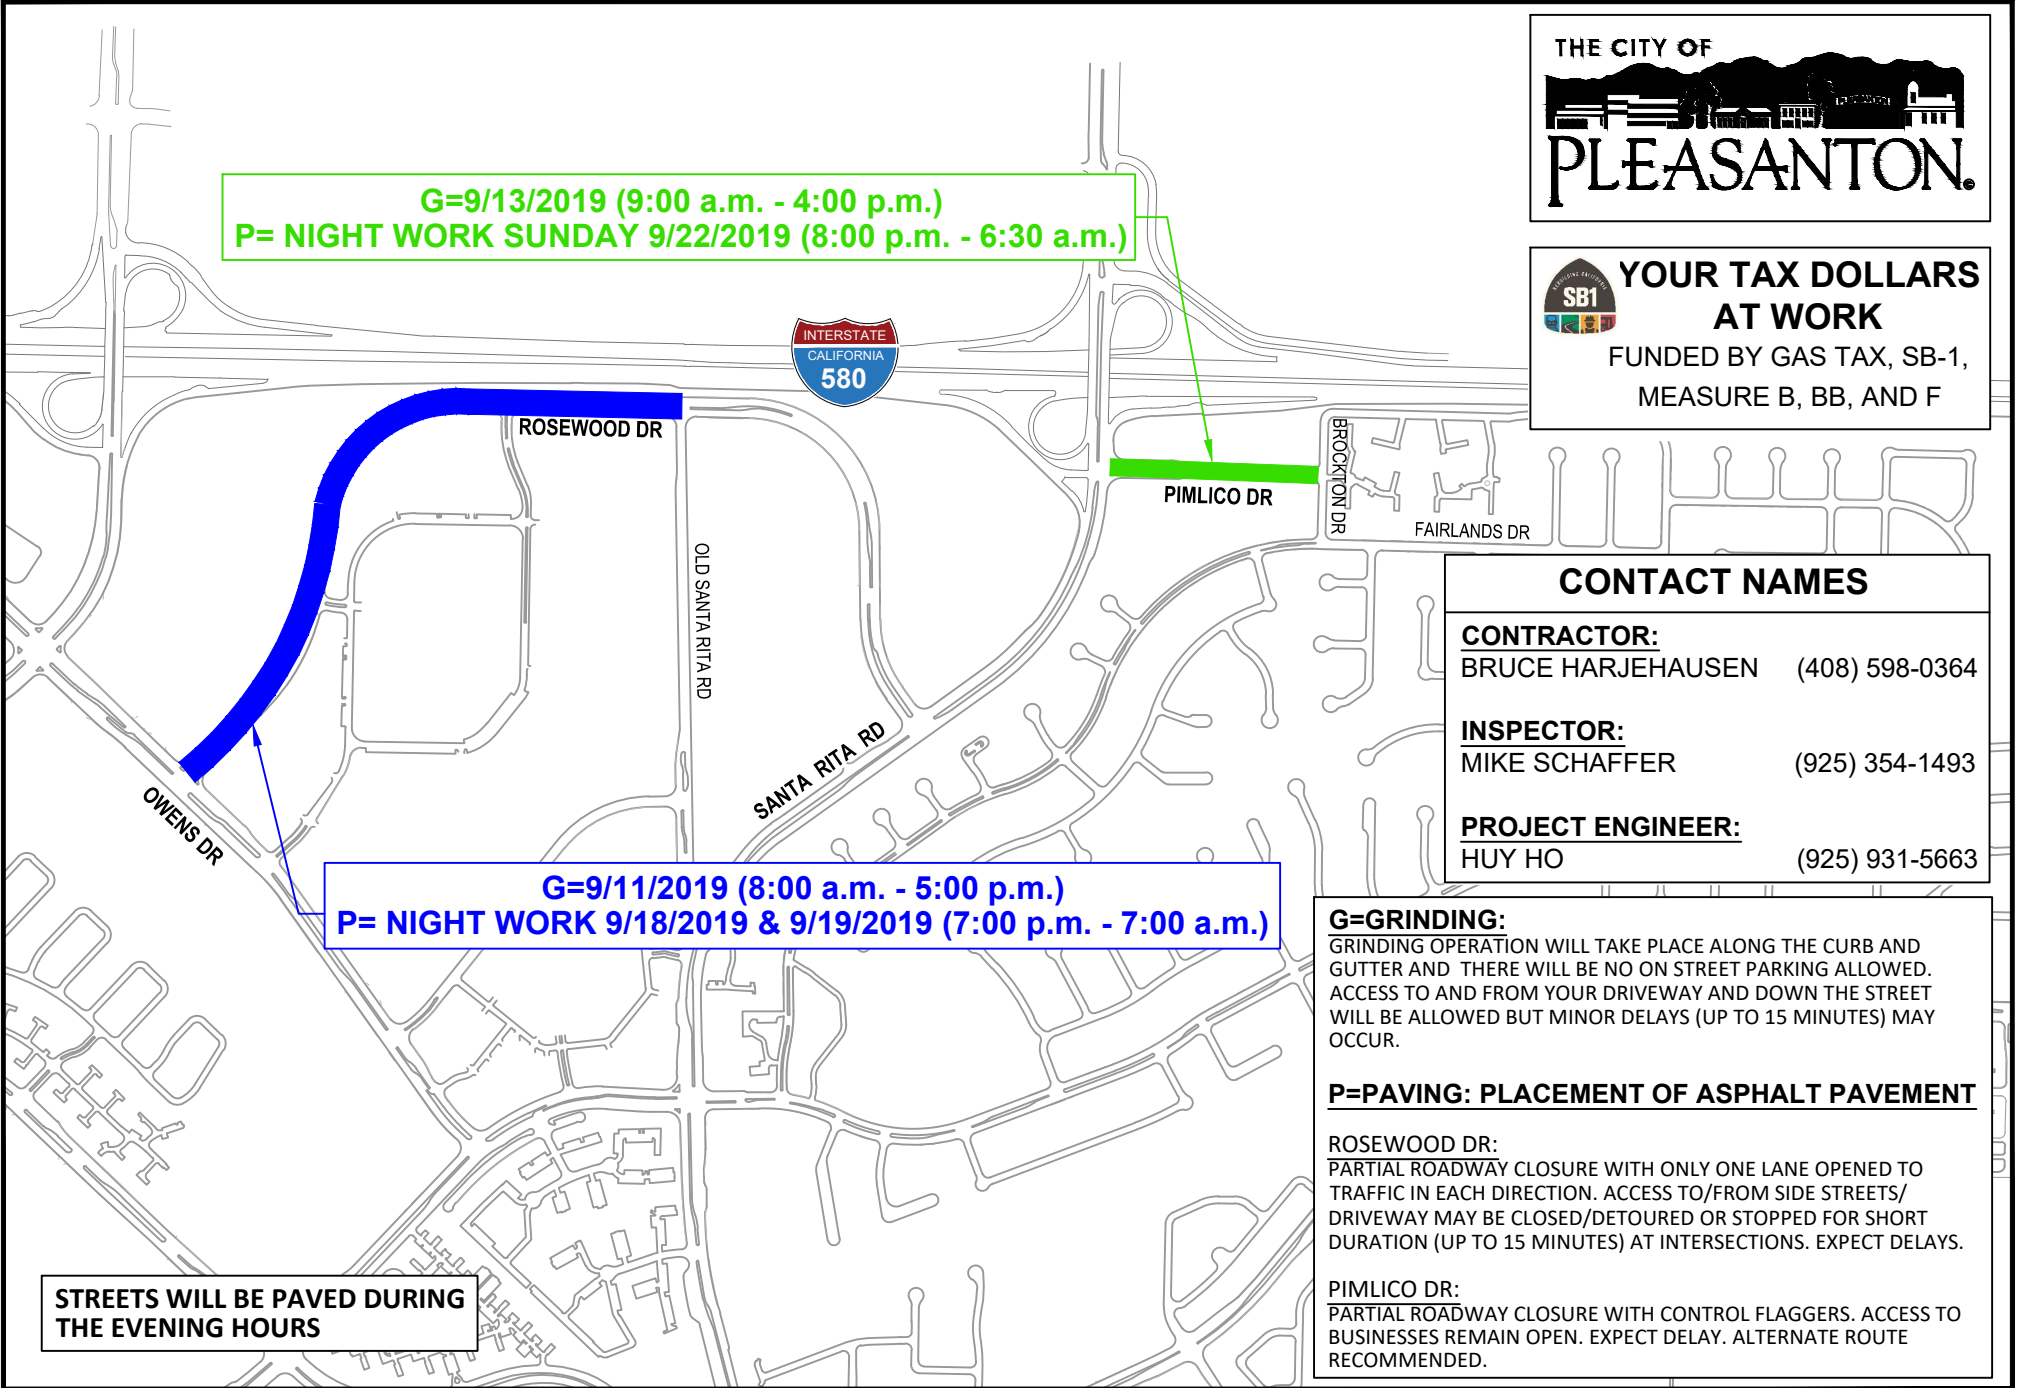 THE CITY OF
PLEASANTON.
G=9/13/2019 (9:00 a.m. - 4:00 p.m.)
P= NIGHT WORK SUNDAY 9/22/2019 (8:00 p.m. - 6:30 a.m.)
REBUILDING CALIFORNIA
SB1
YOUR TAX DOLLARS
AT WORK
FUNDED BY GAS TAX, SB-1,
MEASURE B, BB, AND F
INTERSTATE
CALIFORNIA
580
ROSEWOOD DR
PIMLICO DR
BROCKTON DR
FAIRLANDS DR
OLD SANTA RITA RD
SANTA RITA RD
OWENS DR
CONTACT NAMES
CONTRACTOR:
BRUCE HARJEHAUSEN (408) 598-0364
INSPECTOR:
MIKE SCHAFFER (925) 354-1493
PROJECT ENGINEER:
HUY HO (925) 931-5663
G=9/11/2019 (8:00 a.m. - 5:00 p.m.)
P= NIGHT WORK 9/18/2019 & 9/19/2019 (7:00 p.m. - 7:00 a.m.)
G=GRINDING:
GRINDING OPERATION WILL TAKE PLACE ALONG THE CURB AND
GUTTER AND THERE WILL BE NO ON STREET PARKING ALLOWED.
ACCESS TO AND FROM YOUR DRIVEWAY AND DOWN THE STREET
WILL BE ALLOWED BUT MINOR DELAYS (UP TO 15 MINUTES) MAY
OCCUR.
P=PAVING: PLACEMENT OF ASPHALT PAVEMENT
ROSEWOOD DR:
PARTIAL ROADWAY CLOSURE WITH ONLY ONE LANE OPENED TO
TRAFFIC IN EACH DIRECTION. ACCESS TO/FROM SIDE STREETS/
DRIVEWAY MAY BE CLOSED/DETOURED OR STOPPED FOR SHORT
DURATION (UP TO 15 MINUTES) AT INTERSECTIONS. EXPECT DELAYS.
PIMLICO DR:
PARTIAL ROADWAY CLOSURE WITH CONTROL FLAGGERS. ACCESS TO
BUSINESSES REMAIN OPEN. EXPECT DELAY. ALTERNATE ROUTE
RECOMMENDED.
STREETS WILL BE PAVED DURING
THE EVENING HOURS